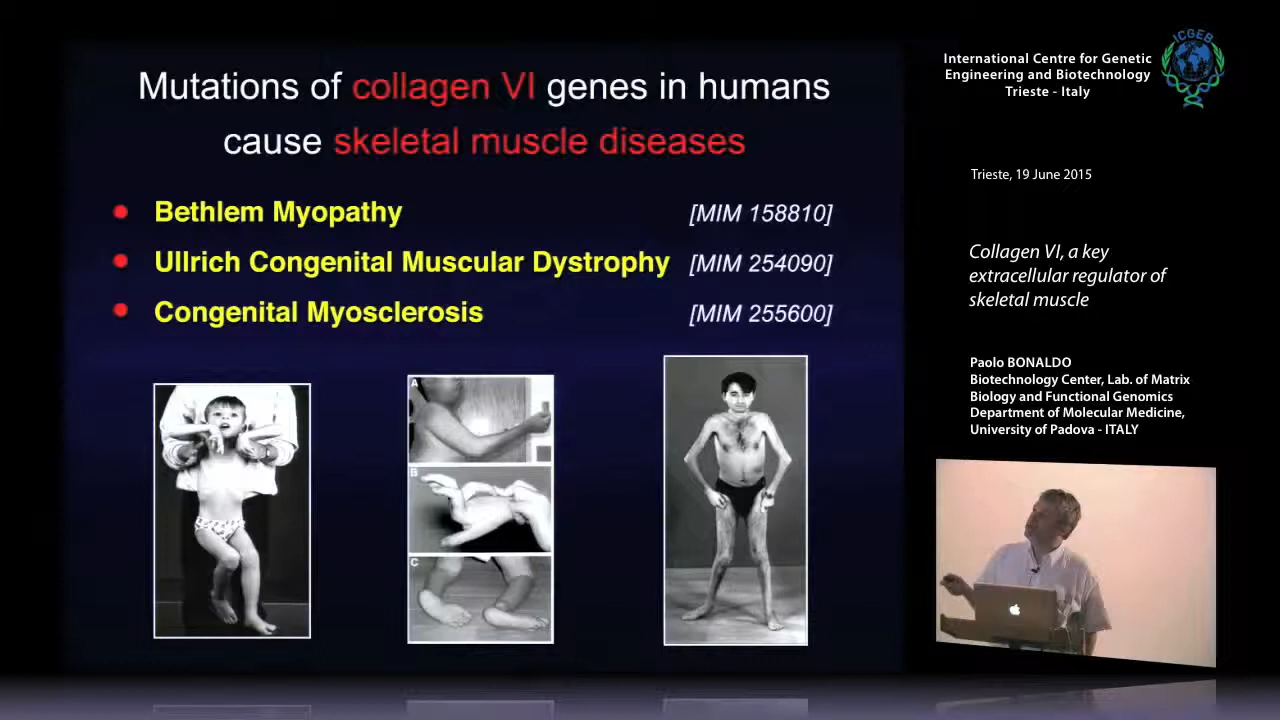 Mutations of collagen VI genes in humans
cause skeletal muscle diseases
Bethlem Myopathy [MIM 158810]
Ullrich Congenital Muscular Dystrophy [MIM 254090]
Congenital Myosclerosis [MIM 255600]
A
B
C
International Centre for Genetic
Engineering and Biotechnology
Trieste - Italy
ICGEB
Trieste, 19 June 2015
Collagen VI, a key
extracellular regulator of
skeletal muscle
Paolo BONALDO
Biotechnology Center, Lab. of Matrix
Biology and Functional Genomics
Department of Molecular Medicine,
University of Padova - ITALY